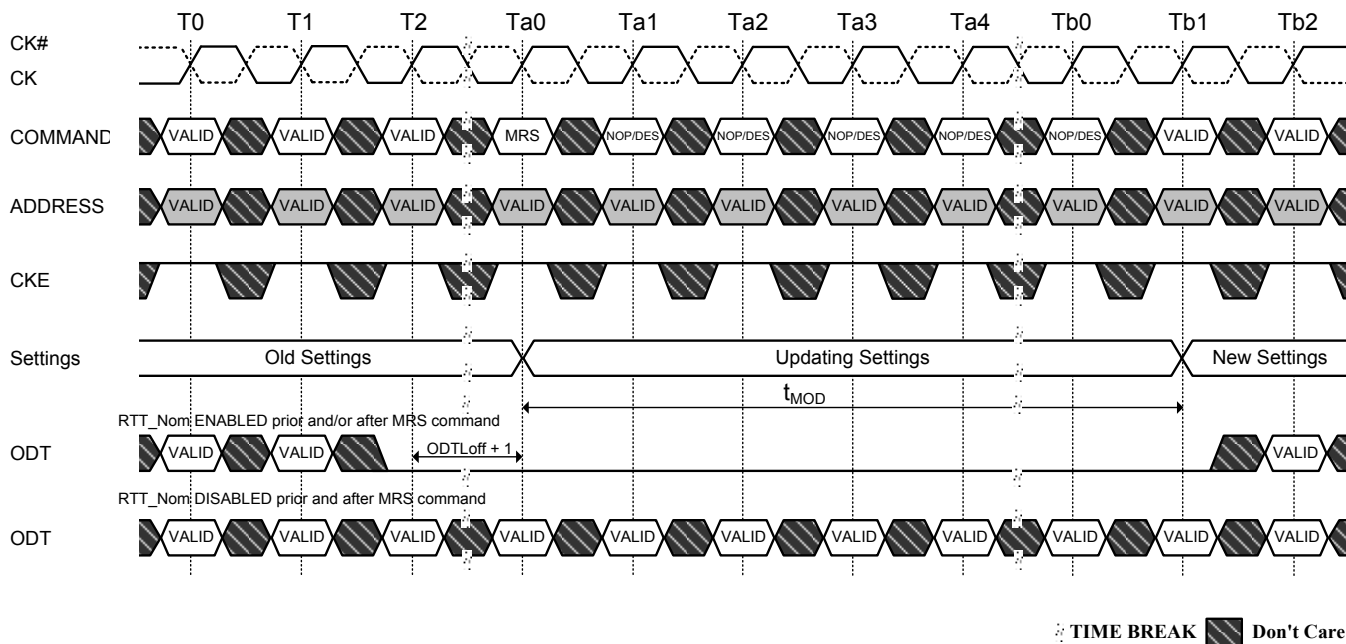 T0 T1 T2 Ta0 Ta1 Ta2 Ta3 Ta4 Tb0 Tb1 Tb2
CK#
CK
COMMAND VALID VALID VALID MRS NOP/DES NOP/DES NOP/DES NOP/DES NOP/DES VALID VALID
ADDRESS VALID VALID VALID VALID VALID VALID VALID VALID VALID VALID VALID
CKE
Settings Old Settings Updating Settings New Settings
tMOD
RTT_Nom ENABLED prior and/or after MRS command
ODT VALID VALID ODTLoff + 1 VALID
RTT_Nom DISABLED prior and after MRS command
ODT VALID VALID VALID VALID VALID VALID VALID VALID VALID VALID VALID
TIME BREAK Don't Care